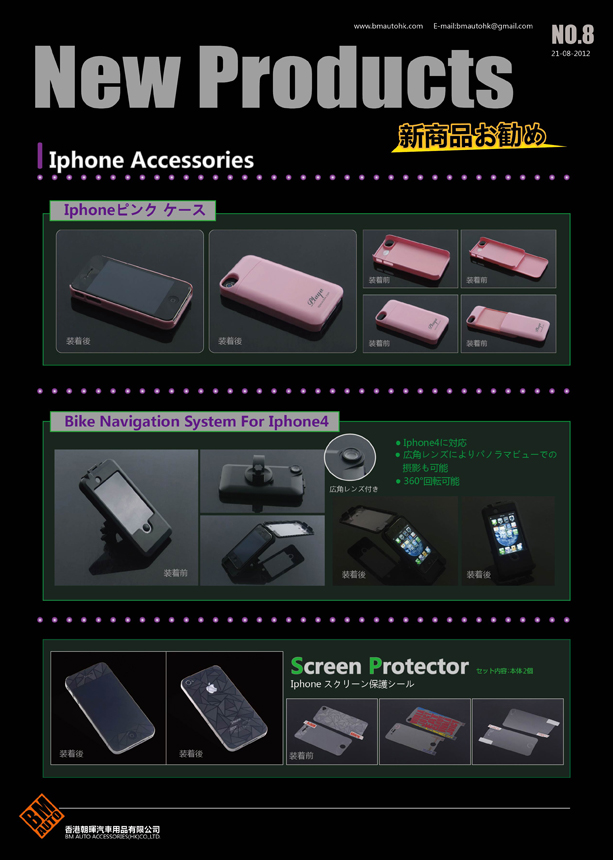 www.bmautohk.com E-mail:bmautohk@gmail.com
NO.8
21-08-2012
New Products
新商品お勧め
Iphone Accessories
Iphoneピンク ケース
装着後
装着後
装着前
装着前
装着前
装着前
Bike Navigation System For Iphone4
広角レンズ付き
● Iphone4に対応
● 広角レンズによりパノラマビューでの
撮影も可能
● 360°回転可能
装着前
装着後
装着後
Screen Protector セット内容:本体2個
Iphone スクリーン保護シール
装着後
装着後
装着前
BM
AUTO
香港朝暉汽車用品有限公司
BM AUTO ACCESSORIES(HK)CO.,LTD.